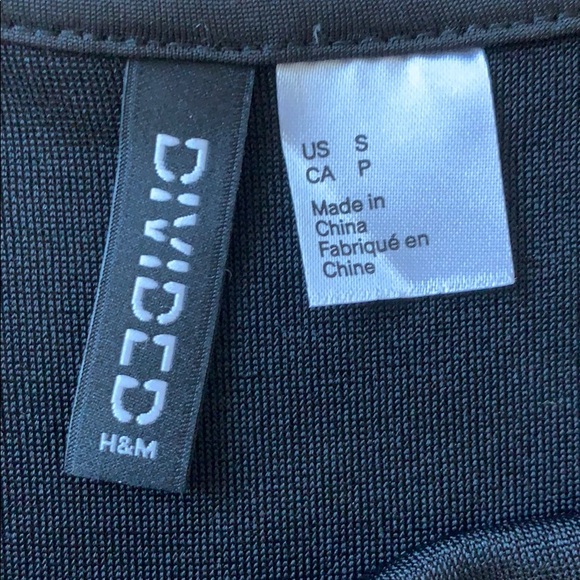 DIVIDED
H&M
US S
CA P
Made in
China
Fabriqué en
Chine